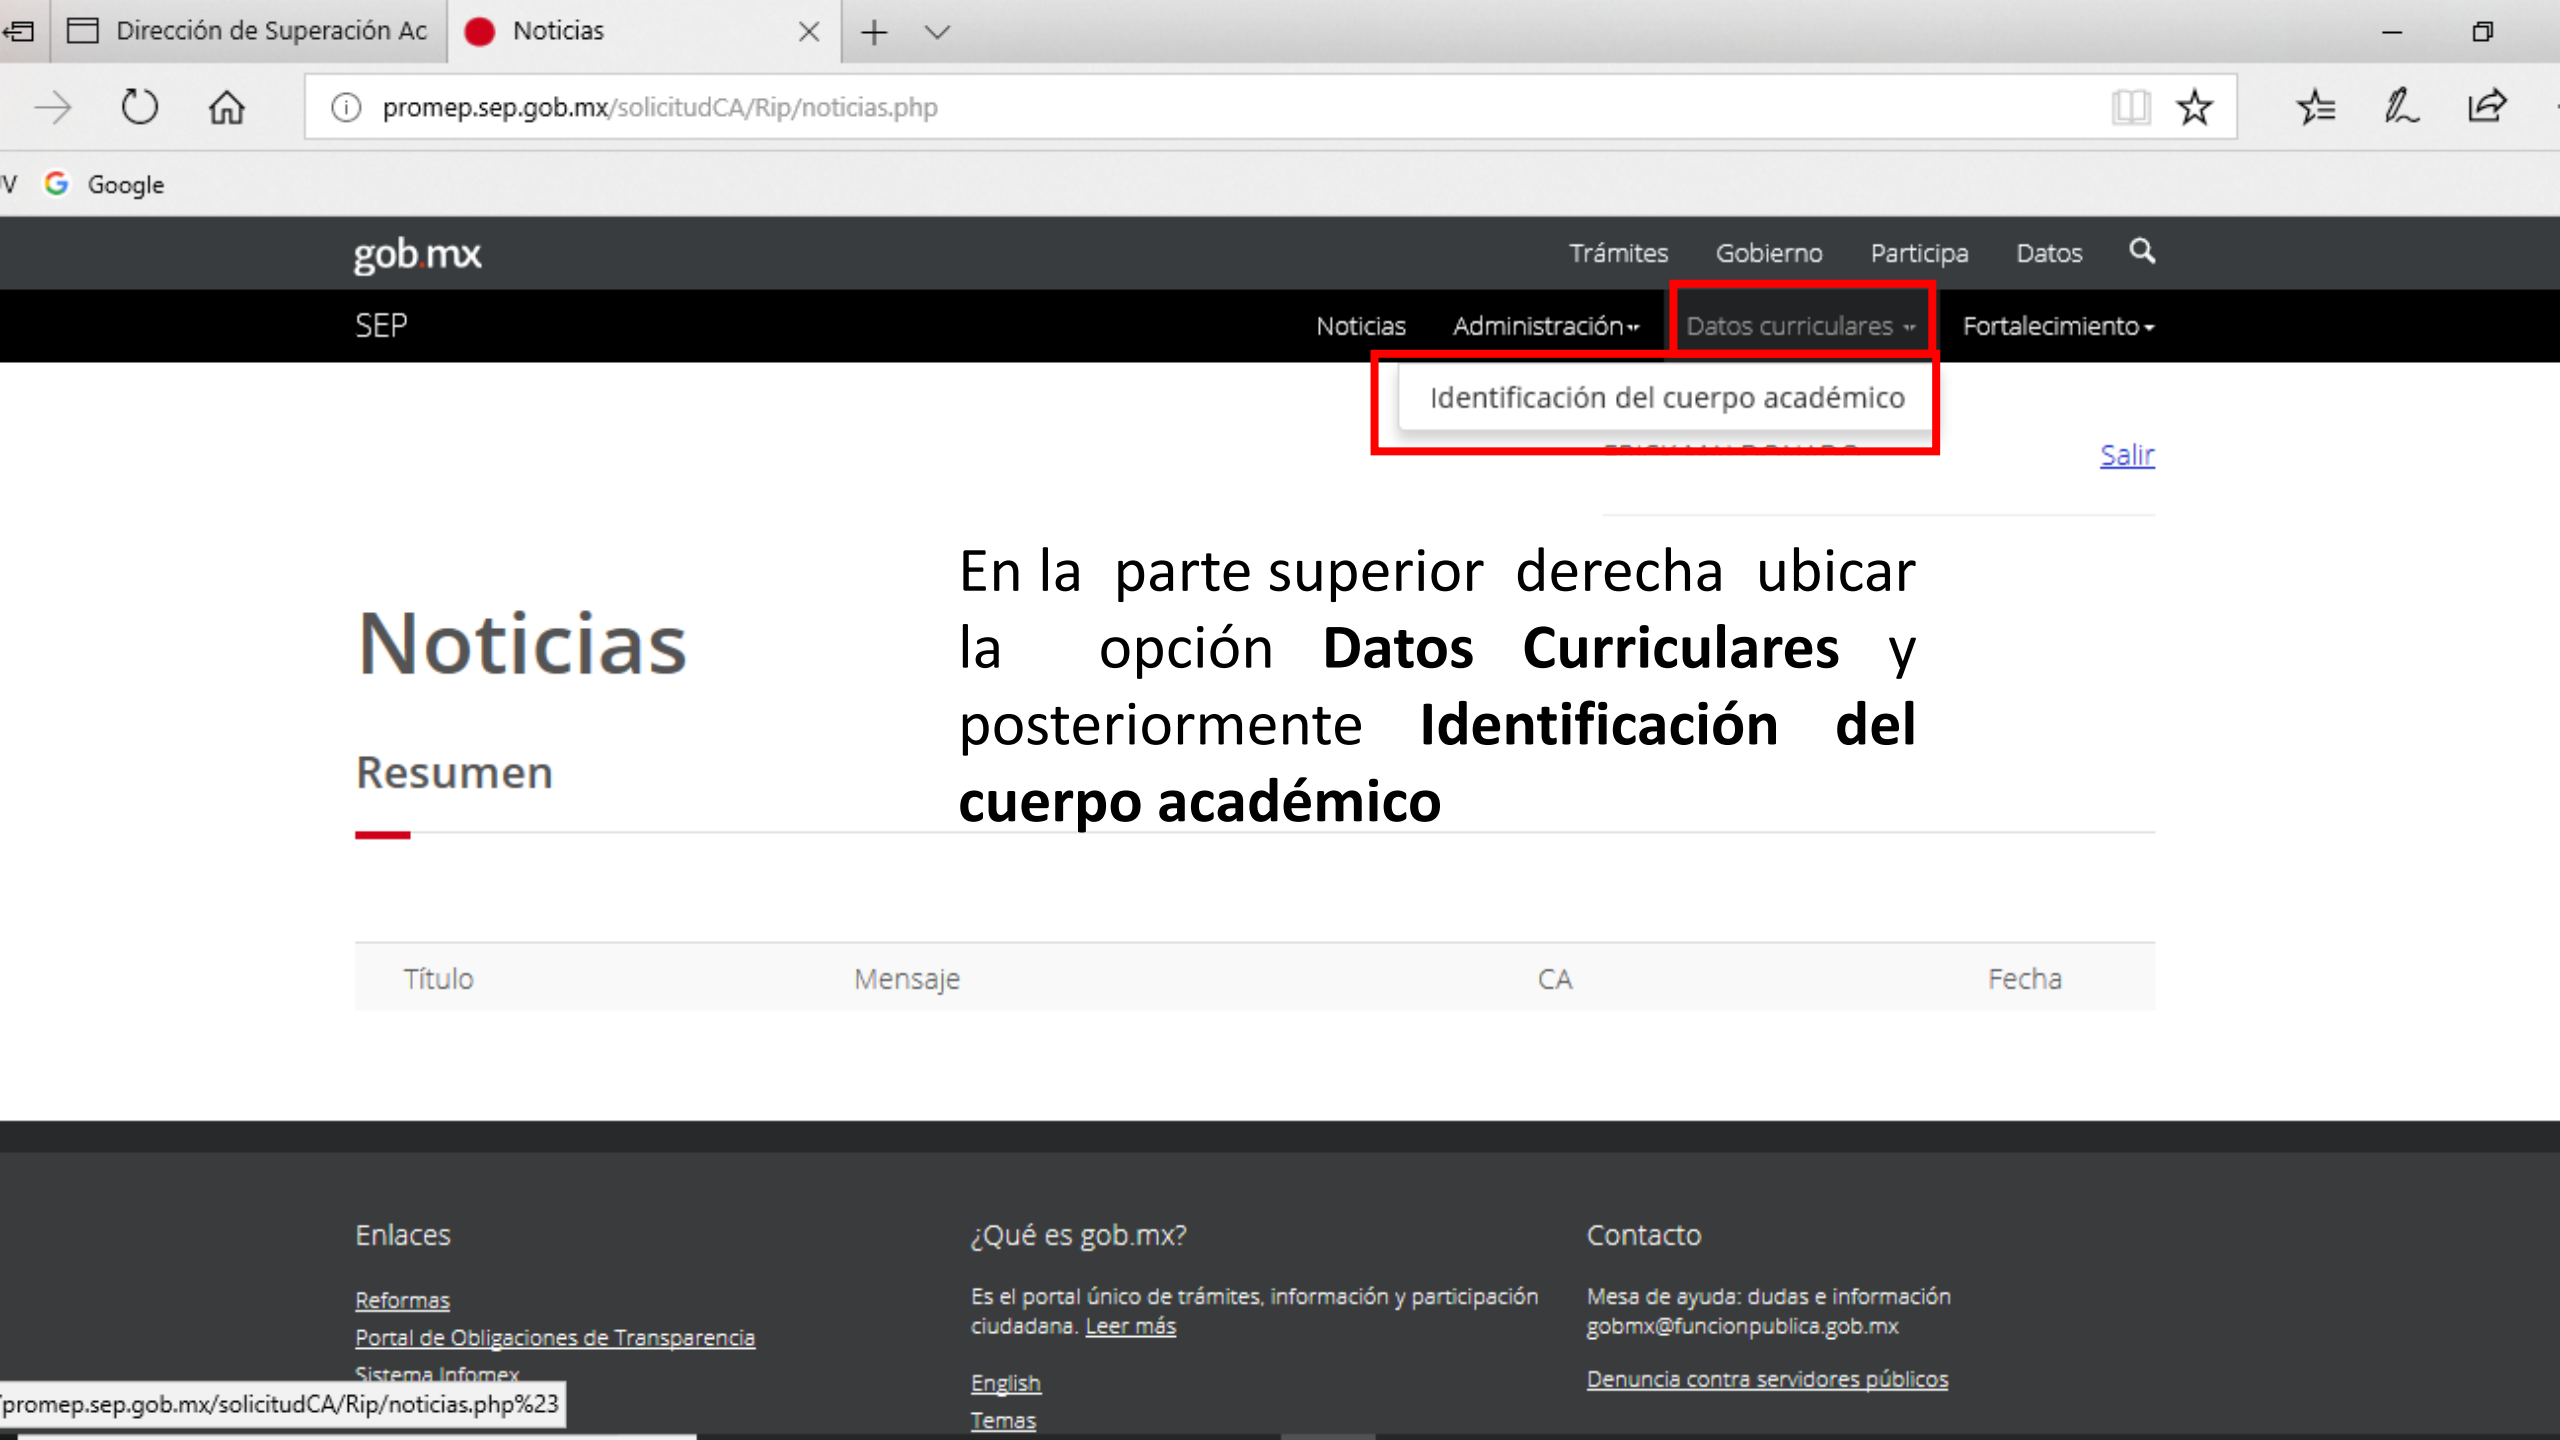 Dirección de Superación Ac
Noticias
promep.sep.gob.mx/solicitudCA/Rip/noticias.php
Google
gob.mx
Trámites Gobierno Participa Datos
SEP
Noticias Administración Datos curriculares Fortalecimiento
Identificación del cuerpo académico
Salir
En la parte superior derecha ubicar
la opción Datos Curriculares y
posteriormente Identificación del
cuerpo académico
Noticias
Resumen
Título Mensaje CA Fecha
Enlaces
Reformas
Portal de Obligaciones de Transparencia
Sistema Infomex
¿Qué es gob.mx?
Es el portal único de trámites, información y participación
ciudadana. Leer más
English
Temas
Contacto
Mesa de ayuda: dudas e información
gobmx@funcionpublica.gob.mx
Denuncia contra servidores públicos
promep.sep.gob.mx/solicitudCA/Rip/noticias.php%23